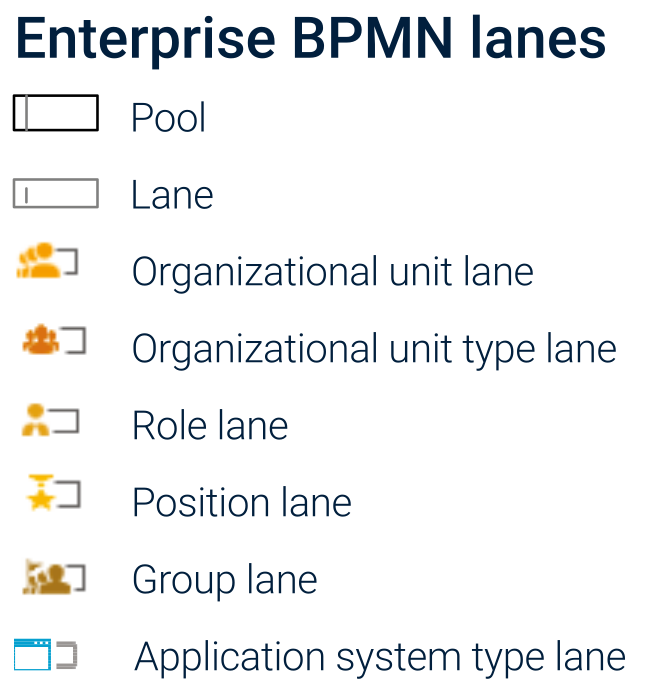 Enterprise BPMN lanes
Pool
Lane
Organizational unit lane
Organizational unit type lane
Role lane
Position lane
Group lane
Application system type lane